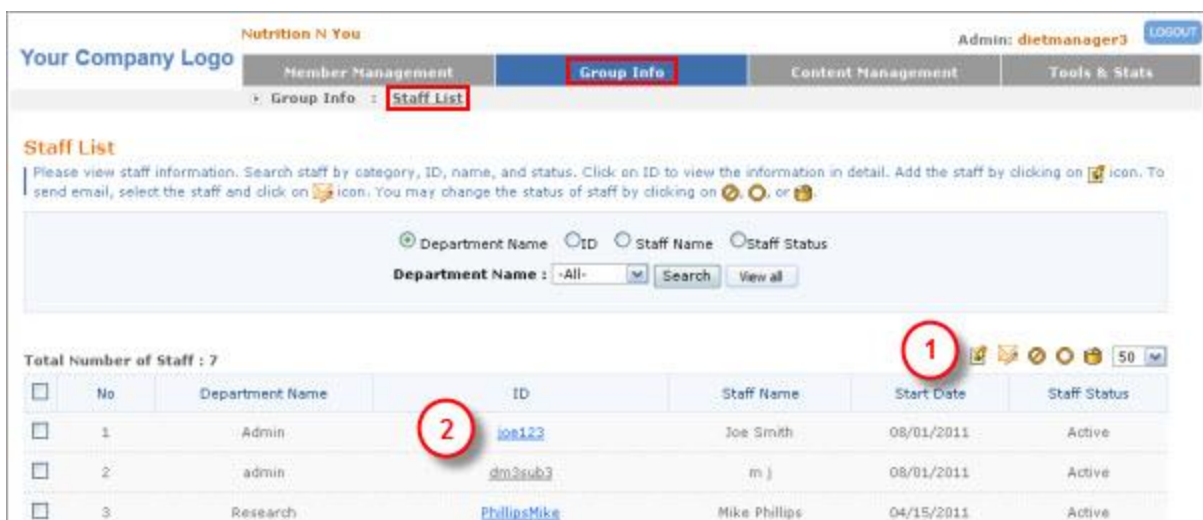 Nutrition N You
Admin: dietmanager3 LOGOUT
Your Company Logo
Member Management Group Info Content Management Tools & Stats
Group Info : Staff List
Staff List
Please view staff information. Search staff by category, ID, name, and status. Click on ID to view the information in detail. Add the staff by clicking on icon. To
send email, select the staff and click on icon. You may change the status of staff by clicking on , , or .
Department Name ID Staff Name Staff Status
Department Name : -All- Search View all
1
Total Number of Staff : 7 50
No Department Name ID Staff Name Start Date Staff Status
1 Admin 2 joe123 Joe Smith 08/01/2011 Active
2 admin dm3sub3 m j 08/01/2011 Active
3 Research PhillipsMike Mike Phillips 04/15/2011 Active